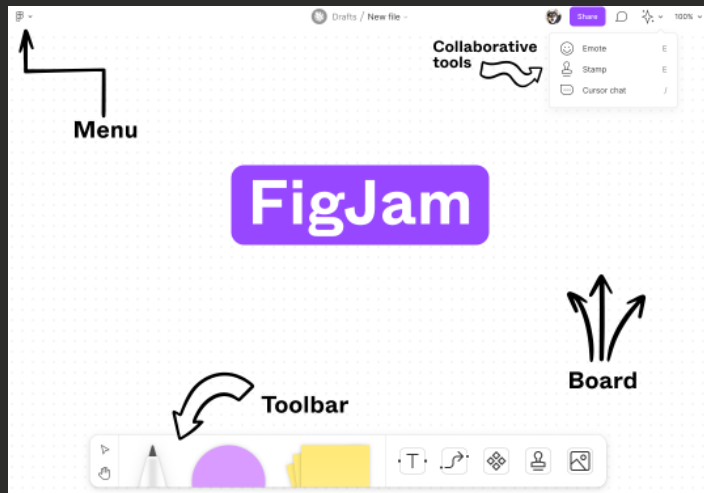 Drafts / New file
Share
100%
Collaborative
tools
Emote E
Stamp E
Cursor chat /
Menu
FigJam
Board
Toolbar
T